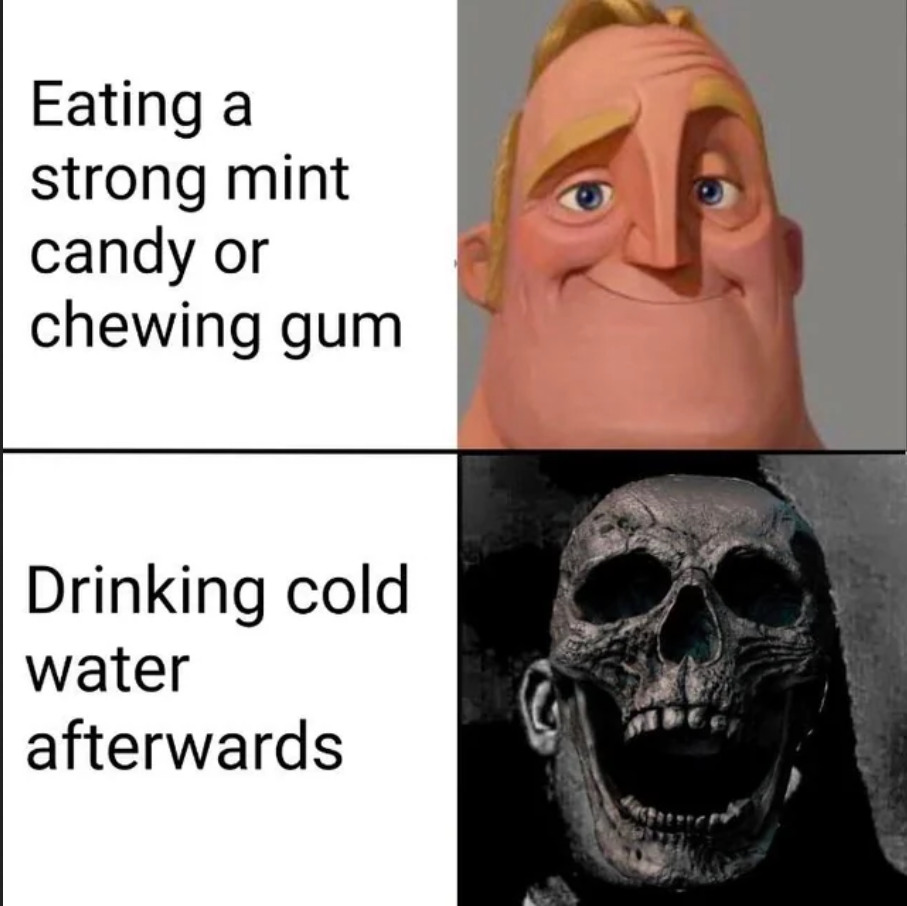 Eating a
strong mint
candy or
chewing gum
Drinking cold
water
afterwards